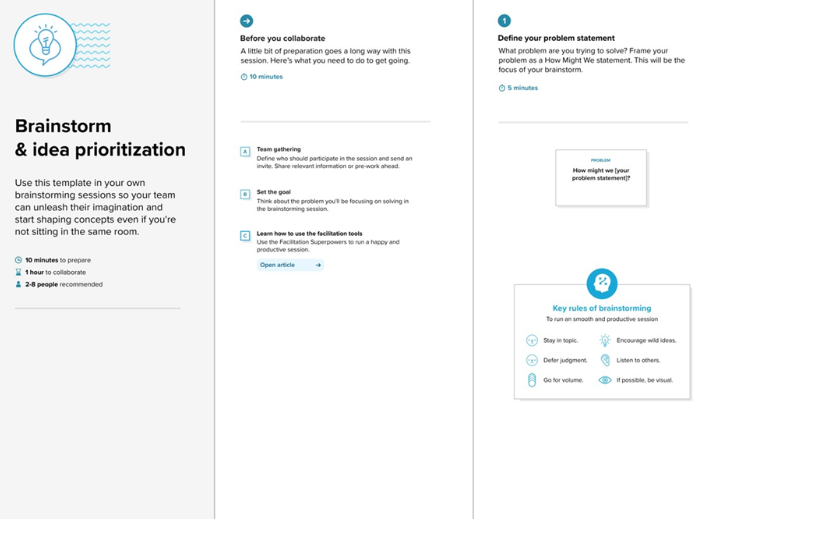 Brainstorm
& idea prioritization
Use this template in your own
brainstorming sessions so your team
can unleash their imagination and
start shaping concepts even if you're
not sitting in the same room.
10 minutes to prepare
1 hour to collaborate
2-8 people recommended
Before you collaborate
A little bit of preparation goes a long way with this
session. Here's what you need to do to get going.
10 minutes
A
Team gathering
Define who should participate in the session and send an
invite. Share relevant information or pre-work ahead.
B
Set the goal
Think about the problem you'll be focusing on solving in
the brainstorming session.
C
Learn how to use the facilitation tools
Use the Facilitation Superpowers to run a happy and
productive session.
Open article
1
Define your problem statement
What problem are you trying to solve? Frame your
problem as a How Might We statement. This will be the
focus of your brainstorm.
5 minutes
PROBLEM
How might we [your
problem statement]?
Key rules of brainstorming
To run an smooth and productive session
Stay in topic.
Encourage wild ideas.
Defer judgment.
Listen to others.
Go for volume.
If possible, be visual.